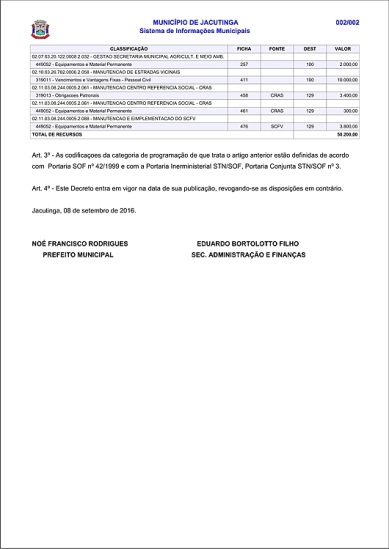 MUNICÍPIO DE JACUTINGA 002/002
Sistema de Informações Municipais
CLASSIFICAÇÃO FICHA FONTE DEST VALOR
02.07.03.20.122.0006.2.032 - GESTAO SECRETARIA MUNICIPAL AGRICULT. E MEIO AMB.
449052 - Equipamentos e Material Permanente 257 100 2.000,00
02.10.03.26.782.0006.2.059 - MANUTENCAO DE ESTRADAS VICINAIS
319011 - Vencimentos e Vantagens Fixas - Pessoal Civil 411 100 10.000,00
02.11.03.08.244.0005.2.061 - MANUTENCAO CENTRO REFERENCIA SOCIAL - CRAS
319013 - Obrigacoes Patronais 458 CRAS 129 3.400,00
02.11.03.08.244.0005.2.061 - MANUTENCAO CENTRO REFERENCIA SOCIAL - CRAS
449052 - Equipamentos e Material Permanente 461 CRAS 129 300,00
02.11.03.08.244.0005.2.068 - MANUTENCAO E EMPLEMENTACAO DO SCFV
449052 - Equipamentos e Material Permanente 476 SCFV 129 3.800,00
TOTAL DE RECURSOS 58.200,00
Art. 3º - As codificaçoes da categoria de programação de que trata o artigo anterior estão definidas de acordo
com Portaria SOF nº 42/1999 e com a Portaria Inerministerial STN/SOF, Portaria Conjunta STN/SOF nº 3.
Art. 4º - Este Decreto entra em vigor na data de sua publicação, revogando-se as disposições em contrário.
Jacutinga, 08 de setembro de 2016.
NOÉ FRANCISCO RODRIGUES EDUARDO BORTOLOTTO FILHO
PREFEITO MUNICIPAL SEC. ADMINISTRAÇÃO E FINANÇAS